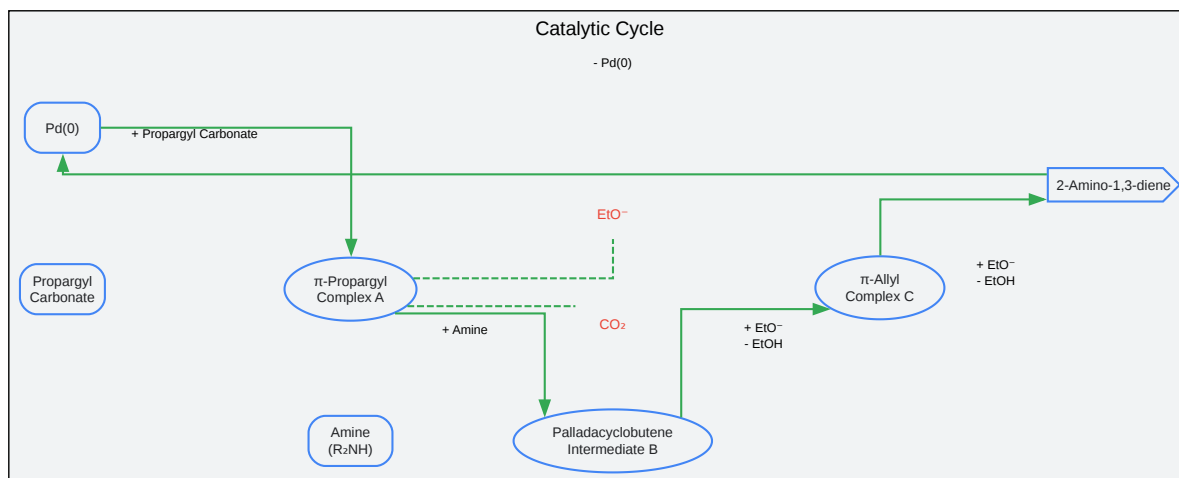 Catalytic Cycle
- Pd(0)
Pd(0)
+ Propargyl Carbonate
2-Amino-1,3-diene
EtO⁻
Propargyl
Carbonate
π-Propargyl
Complex A
π-Allyl
Complex C
+ EtO⁻
- EtOH
CO₂
+ Amine
+ EtO⁻
- EtOH
Amine
(R₂NH)
Palladacyclobutene
Intermediate B